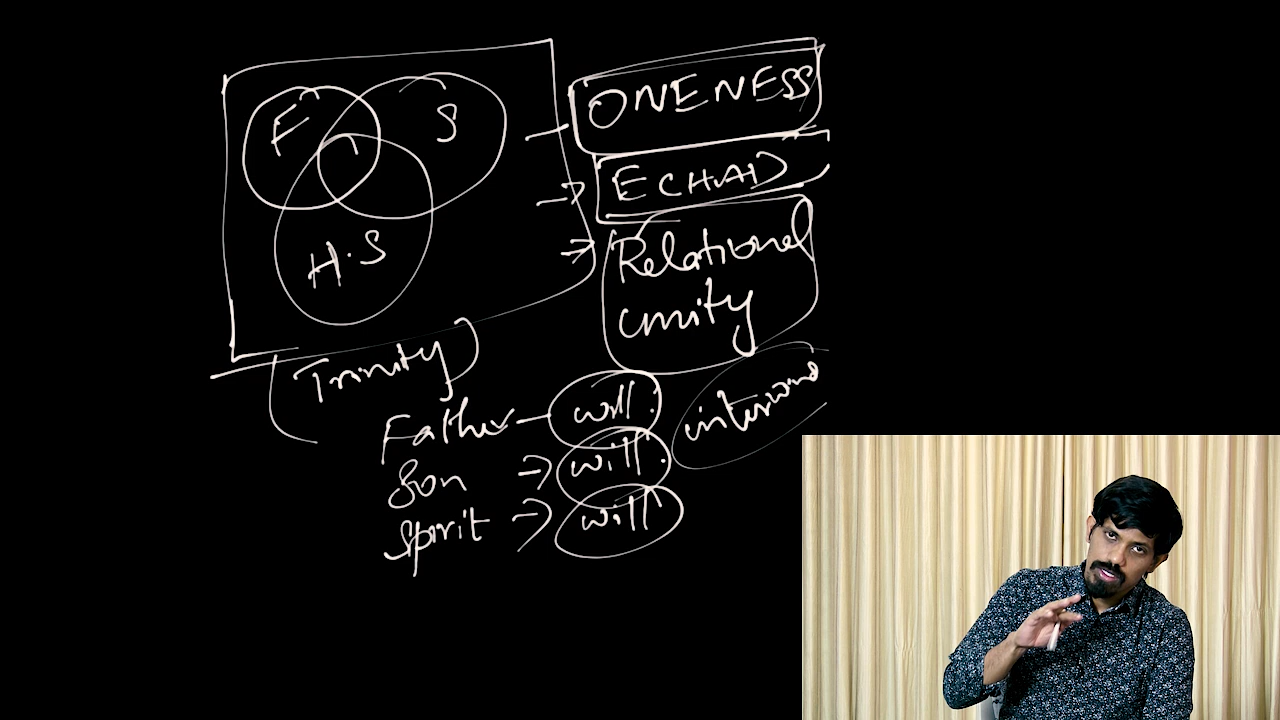 F S
H.S
ONENESS
ECHAD
Relational
unity
(Trinity)
Father - will
Son → will
Spirit → will